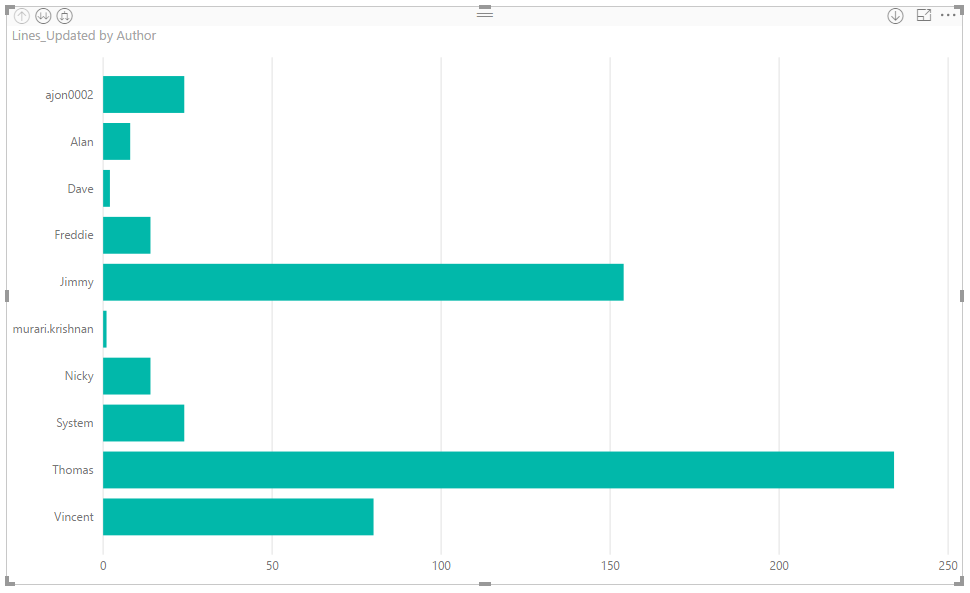 Lines_Updated by Author
ajon0002
Alan
Dave
Freddie
Jimmy
murari.krishnan
Nicky
System
Thomas
Vincent
0 50 100 150 200 250